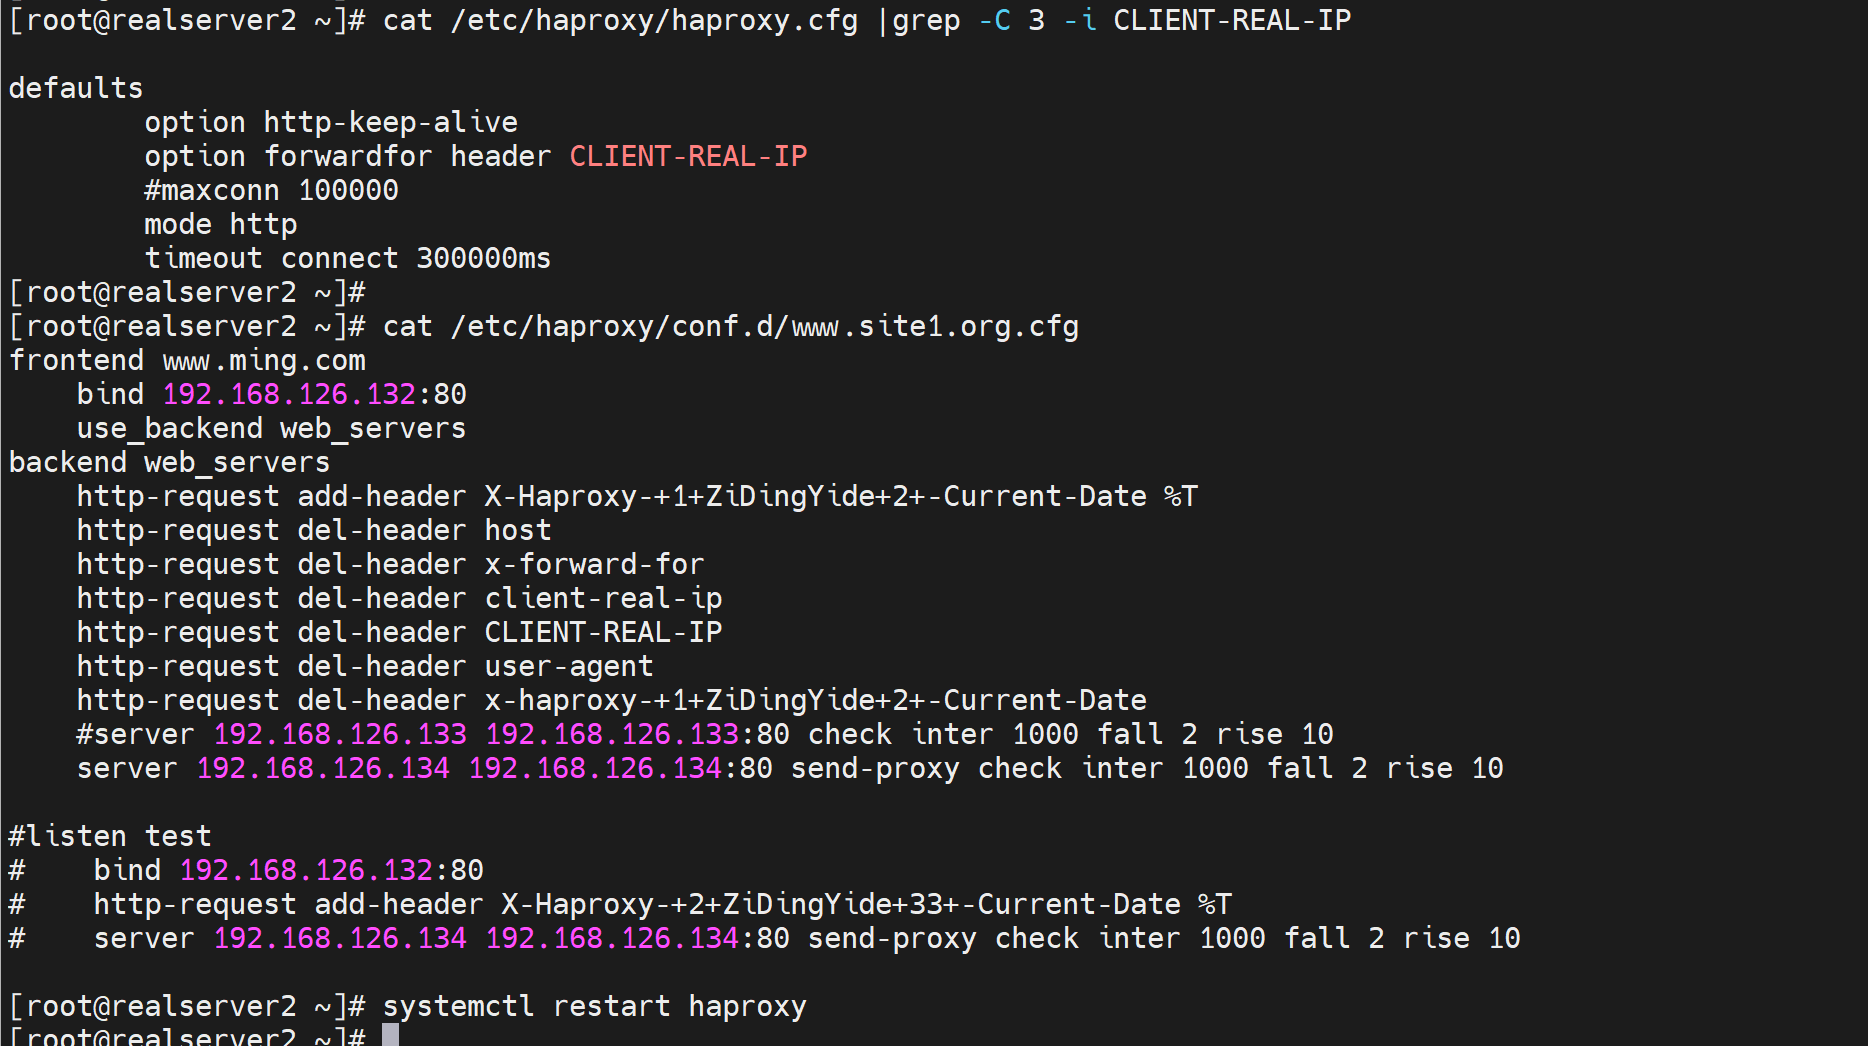 [root@realserver2 ~]# cat /etc/haproxy/haproxy.cfg |grep -C 3 -i CLIENT-REAL-IP
defaults
option http-keep-alive
option forwardfor header CLIENT-REAL-IP
#maxconn 100000
mode http
timeout connect 300000ms
[root@realserver2 ~]#
[root@realserver2 ~]# cat /etc/haproxy/conf.d/www.site1.org.cfg
frontend www.ming.com
bind 192.168.126.132:80
use_backend web_servers
backend web_servers
http-request add-header X-Haproxy-+1+ZiDingYide+2+-Current-Date %T
http-request del-header host
http-request del-header x-forward-for
http-request del-header client-real-ip
http-request del-header CLIENT-REAL-IP
http-request del-header user-agent
http-request del-header x-haproxy-+1+ZiDingYide+2+-Current-Date
#server 192.168.126.133 192.168.126.133:80 check inter 1000 fall 2 rise 10
server 192.168.126.134 192.168.126.134:80 send-proxy check inter 1000 fall 2 rise 10
#listen test
#    bind 192.168.126.132:80
#    http-request add-header X-Haproxy-+2+ZiDingYide+33+-Current-Date %T
#    server 192.168.126.134 192.168.126.134:80 send-proxy check inter 1000 fall 2 rise 10
[root@realserver2 ~]# systemctl restart haproxy
[root@realserver2 ~]#